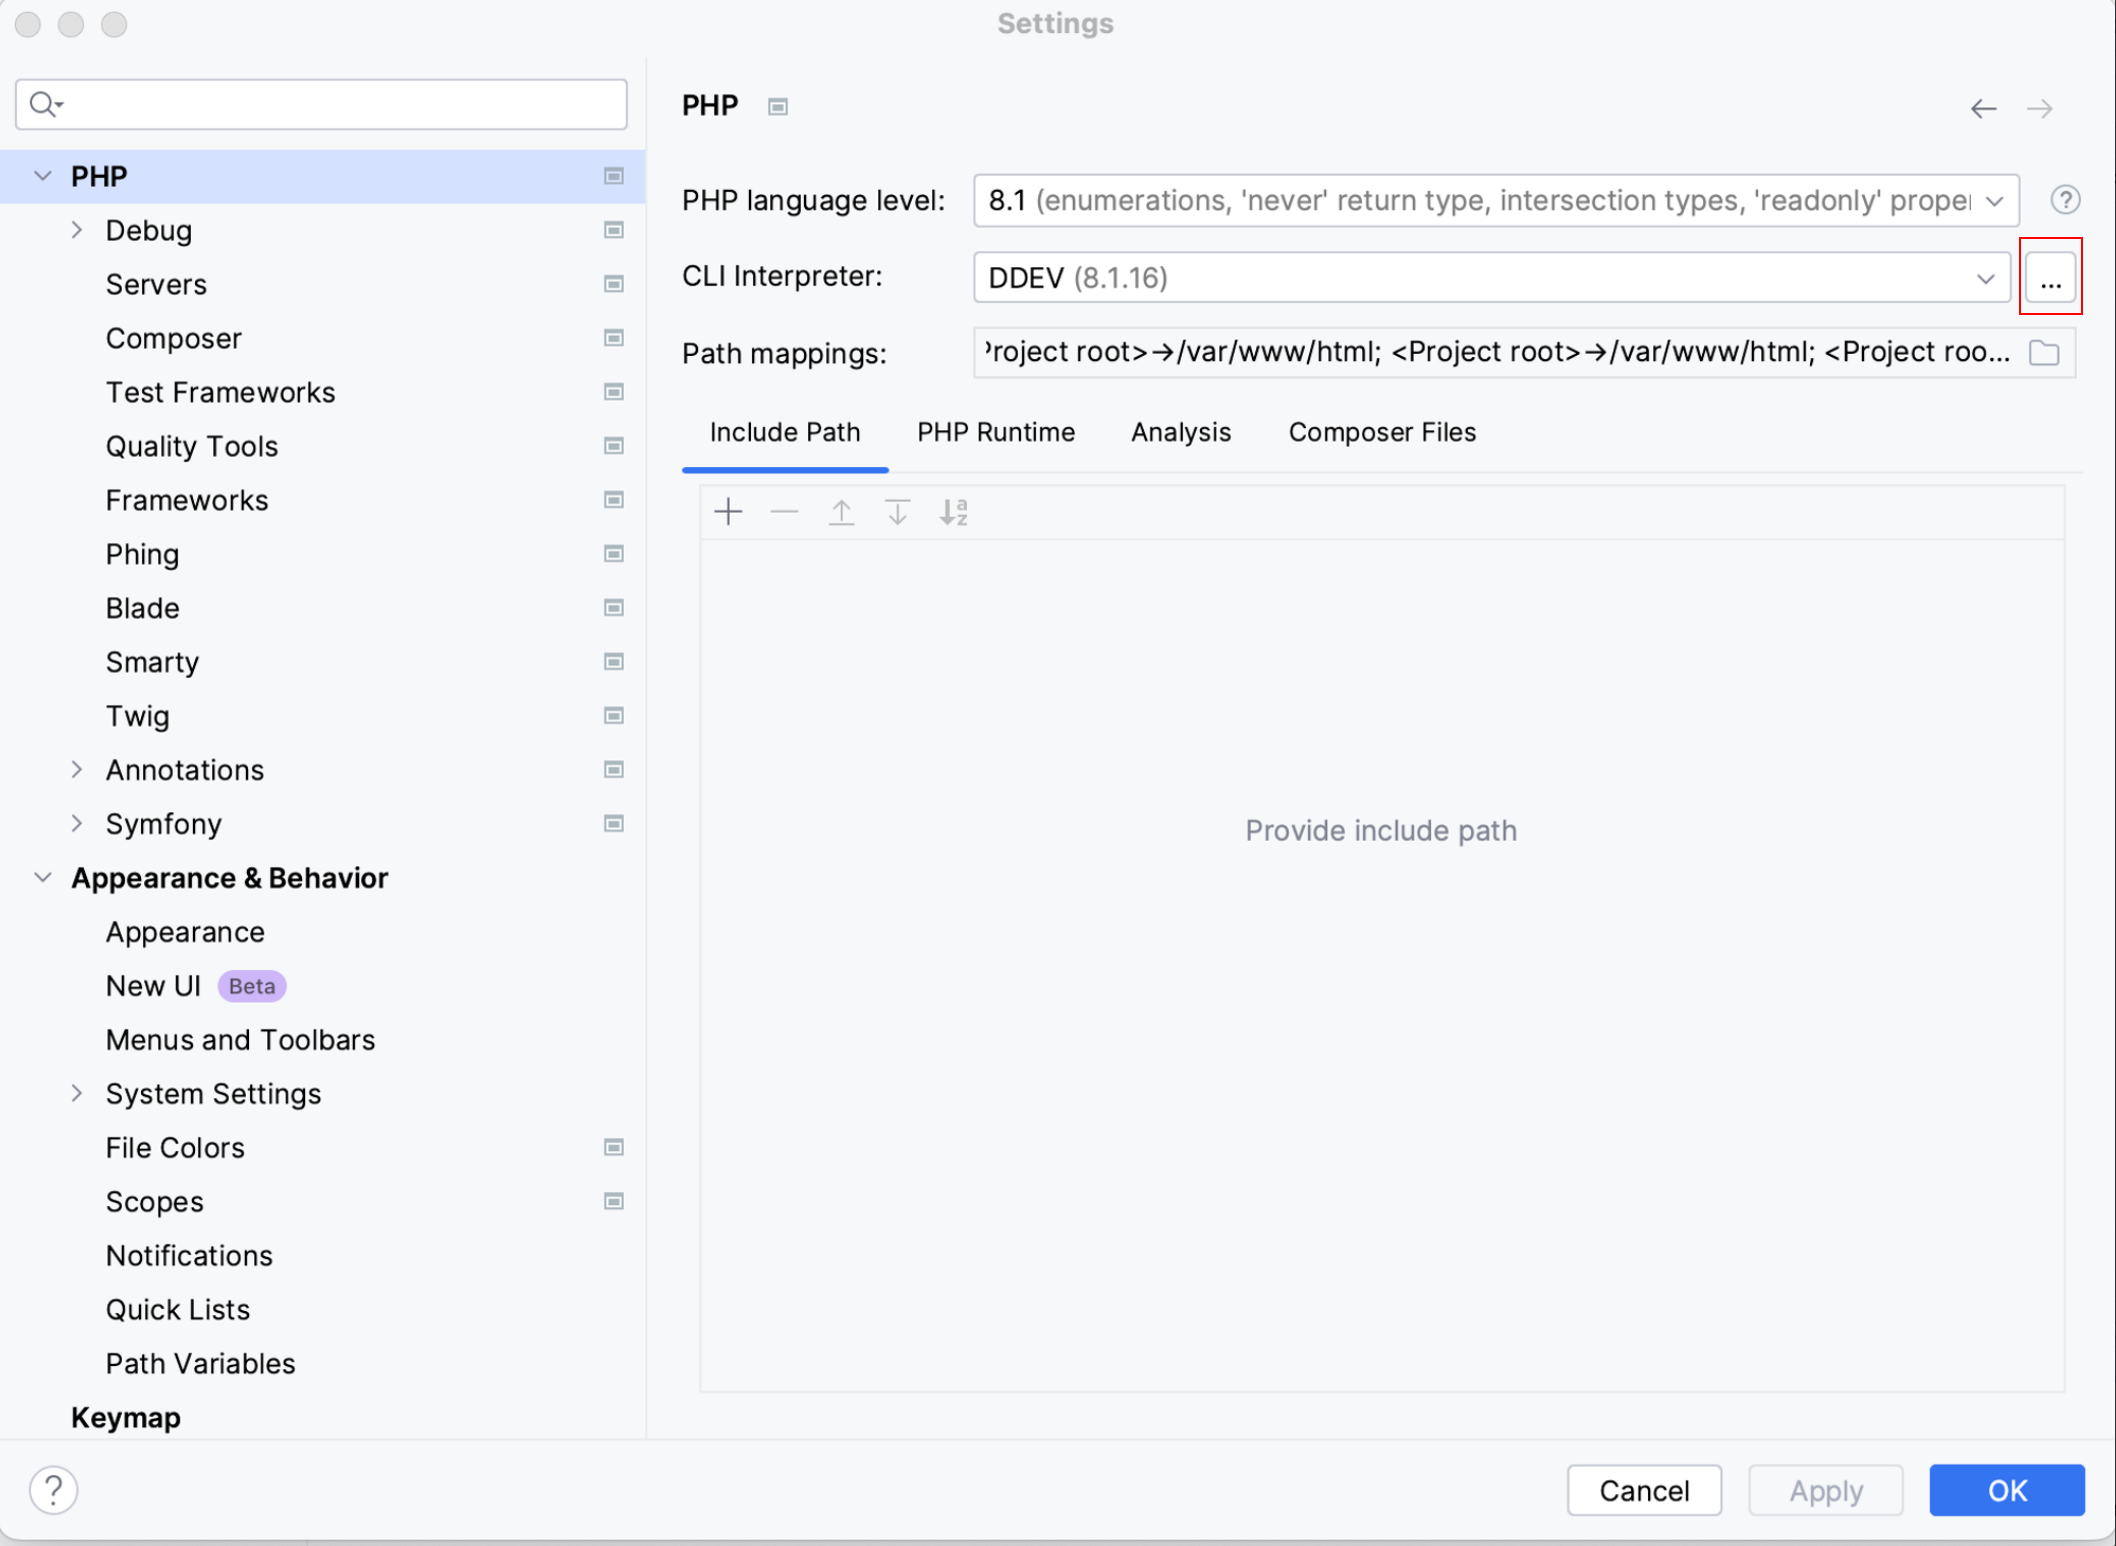 Settings
PHP
Debug
Servers
Composer
Test Frameworks
Quality Tools
Frameworks
Phing
Blade
Smarty
Twig
Annotations
Symfony
Appearance & Behavior
Appearance
New UI Beta
Menus and Toolbars
System Settings
File Colors
Scopes
Notifications
Quick Lists
Path Variables
Keymap
PHP
PHP language level: 8.1 (enumerations, 'never' return type, intersection types, 'readonly' proper
CLI Interpreter: DDEV (8.1.16) ...
Path mappings: Project root>→/var/www/html; <Project root>→/var/www/html; <Project roo...
Include Path PHP Runtime Analysis Composer Files
Provide include path
? Cancel Apply OK